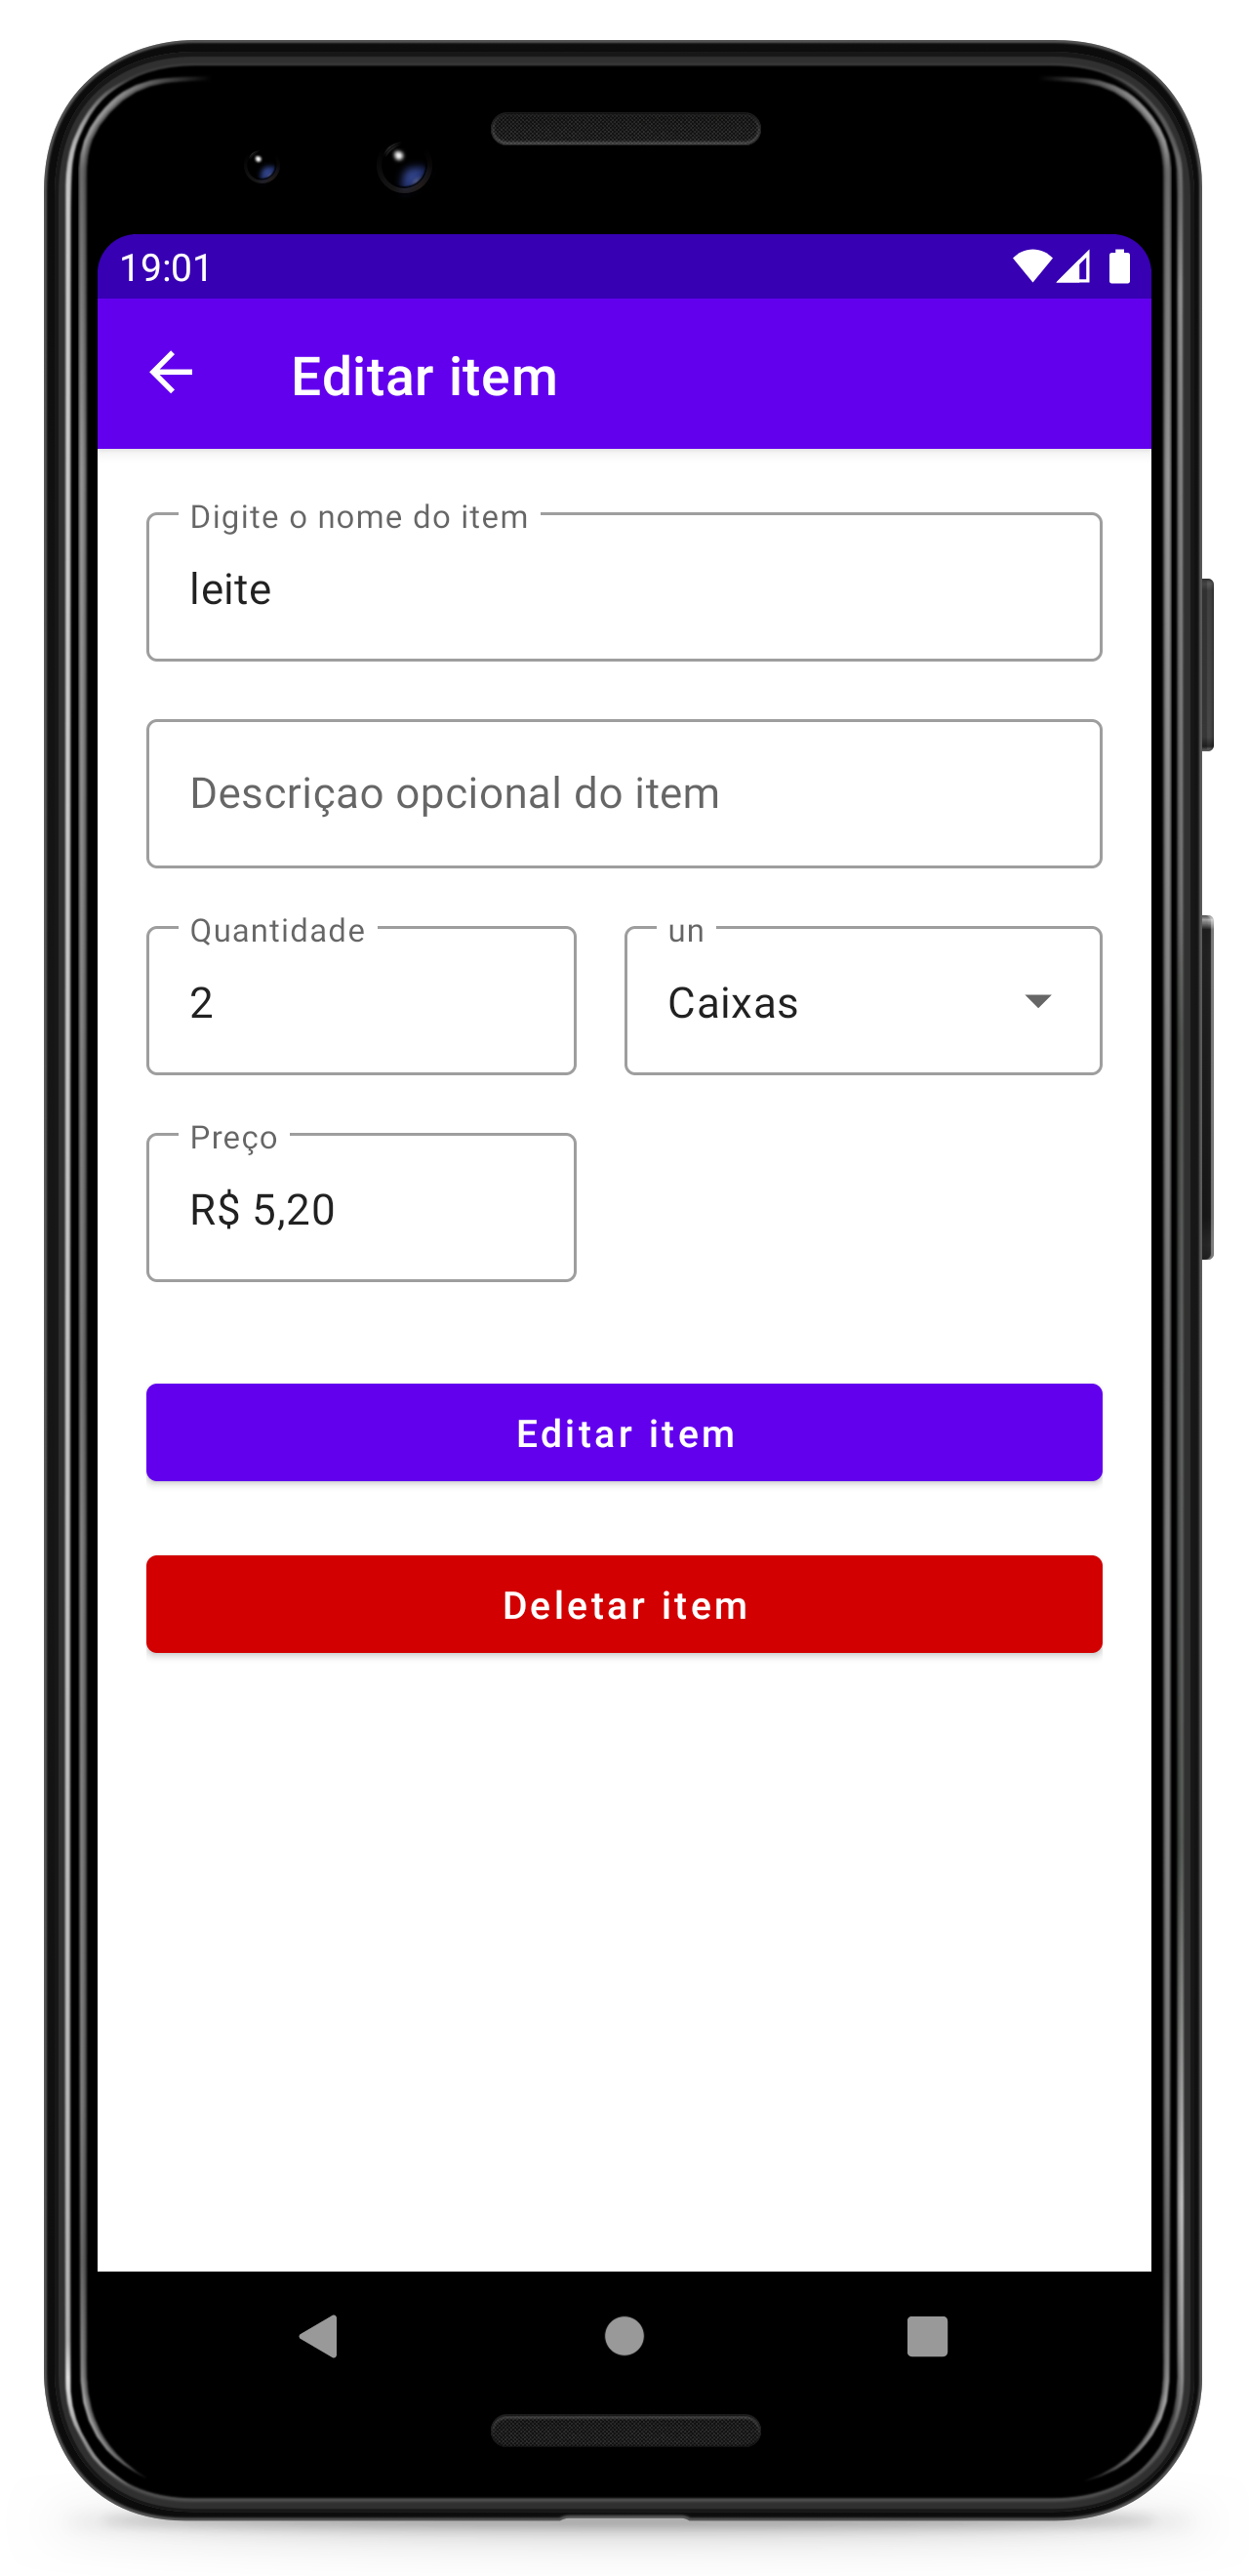 19:01
Editar item
Digite o nome do item
leite
Descriçao opcional do item
Quantidade
un
2
Caixas
Preço
R$ 5,20
Editar item
Deletar item